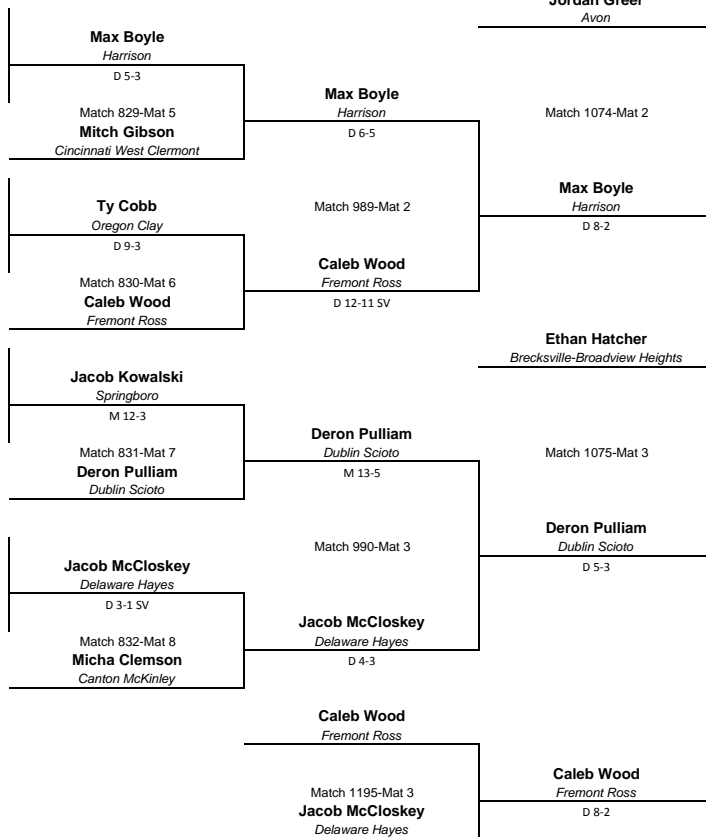 Jordan Greer
Avon
Max Boyle
Harrison
D 5-3
Match 829-Mat 5
Mitch Gibson
Cincinnati West Clermont
Max Boyle
Harrison
D 6-5
Match 1074-Mat 2
Ty Cobb
Oregon Clay
D 9-3
Match 830-Mat 6
Caleb Wood
Fremont Ross
Match 989-Mat 2
Caleb Wood
Fremont Ross
D 12-11 SV
Max Boyle
Harrison
D 8-2
Ethan Hatcher
Brecksville-Broadview Heights
Jacob Kowalski
Springboro
M 12-3
Match 831-Mat 7
Deron Pulliam
Dublin Scioto
Deron Pulliam
Dublin Scioto
M 13-5
Match 1075-Mat 3
Match 990-Mat 3
Deron Pulliam
Dublin Scioto
D 5-3
Jacob McCloskey
Delaware Hayes
D 3-1 SV
Match 832-Mat 8
Micha Clemson
Canton McKinley
Jacob McCloskey
Delaware Hayes
D 4-3
Caleb Wood
Fremont Ross
Match 1195-Mat 3
Jacob McCloskey
Delaware Hayes
Caleb Wood
Fremont Ross
D 8-2